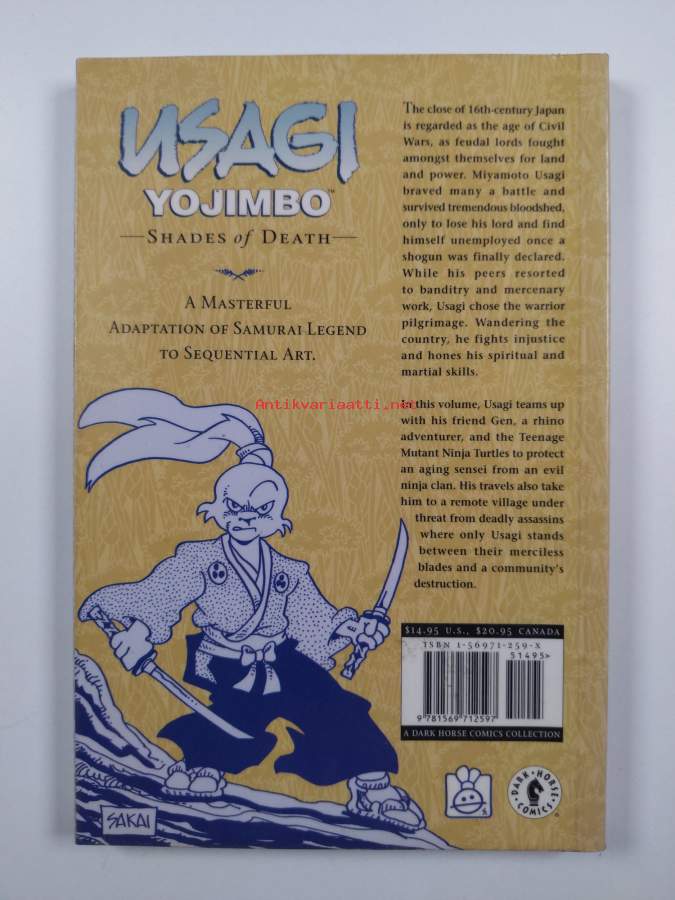 USAGI
YOJIMBO™
—SHADES of DEATH—
A MASTERFUL
ADAPTATION OF SAMURAI LEGEND
TO SEQUENTIAL ART.
The close of 16th-century Japan
is regarded as the age of Civil
Wars, as feudal lords fought
amongst themselves for land
and power. Miyamoto Usagi
braved many a battle and
survived tremendous bloodshed,
only to lose his lord and find
himself unemployed once a
shogun was finally declared.
While his peers resorted
to banditry and mercenary
work, Usagi chose the warrior
pilgrimage. Wandering the
country, he fights injustice
and hones his spiritual and
martial skills.
Antikvariaatti.net
In this volume, Usagi teams up
with his friend Gen, a rhino
adventurer, and the Teenage
Mutant Ninja Turtles to protect
an aging sensei from an evil
ninja clan. His travels also take
him to a remote village under
threat from deadly assassins
where only Usagi stands
between their merciless
blades and a community's
destruction.
$14.95 U.S., $20.95 CANADA
ISBN 1-56971-259-X
51495>
9 781569 712597
A DARK HORSE COMICS COLLECTION
SAKAI
DARK HORSE
COMICS
®